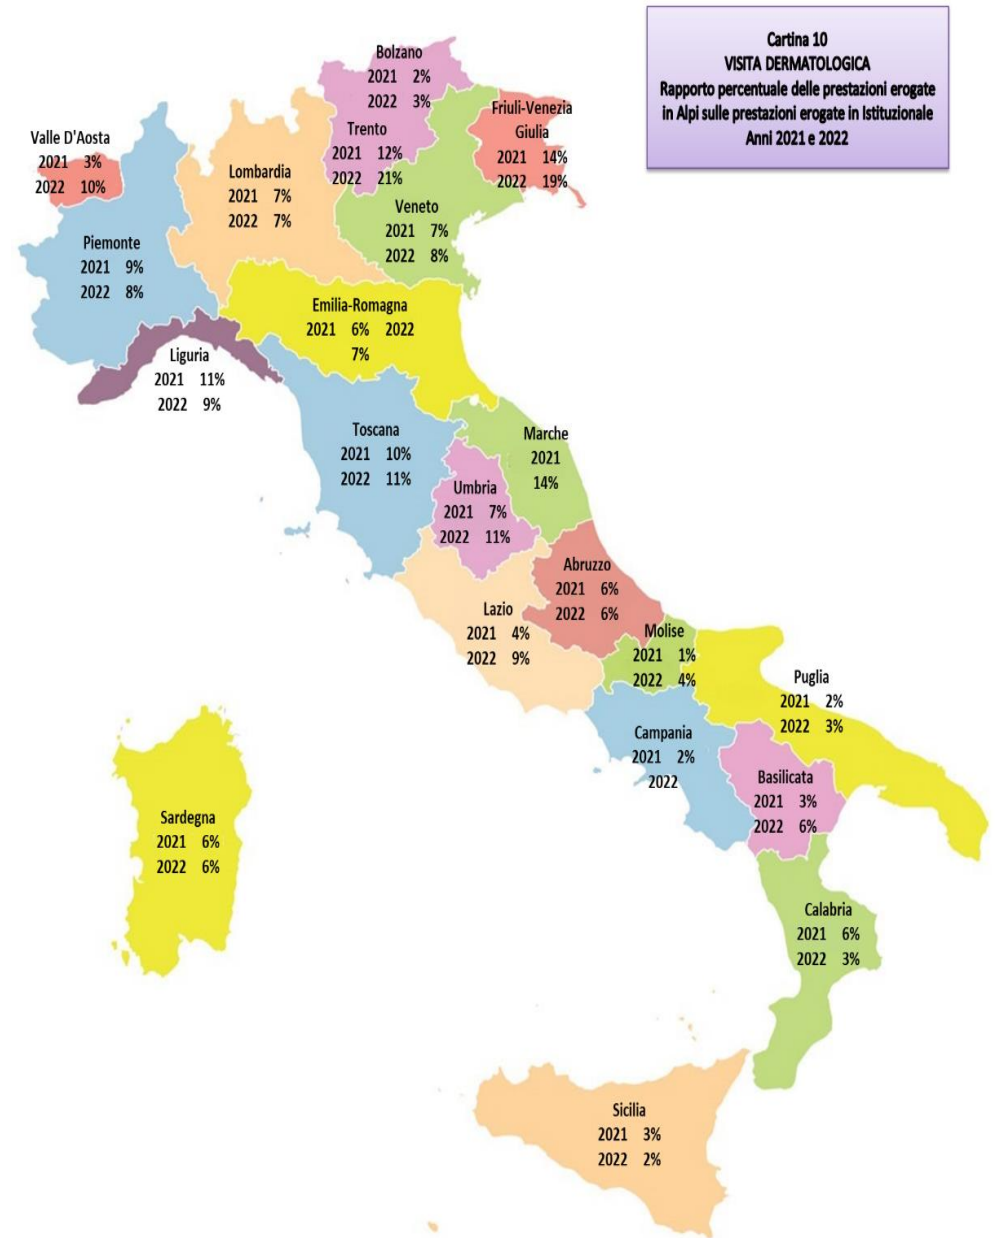 Cartina 10
VISITA DERMATOLOGICA
Rapporto percentuale delle prestazioni erogate
in Alpi sulle prestazioni erogate in Istituzionale
Anni 2021 e 2022
Bolzano
2021 2%
2022 3%
Trento
2021 12%
2022 21%
Friuli-Venezia
Giulia
2021 14%
2022 19%
Valle D'Aosta
2021 3%
2022 10%
Lombardia
2021 7%
2022 7%
Veneto
2021 7%
2022 8%
Piemonte
2021 9%
2022 8%
Emilia-Romagna
2021 6% 2022
7%
Liguria
2021 11%
2022 9%
Toscana
2021 10%
2022 11%
Marche
2021
14%
Umbria
2021 7%
2022 11%
Abruzzo
2021 6%
2022 6%
Lazio
2021 4%
2022 9%
Molise
2021 1%
2022 4%
Puglia
2021 2%
2022 3%
Campania
2021 2%
2022
Basilicata
2021 3%
2022 6%
Sardegna
2021 6%
2022 6%
Calabria
2021 6%
2022 3%
Sicilia
2021 3%
2022 2%